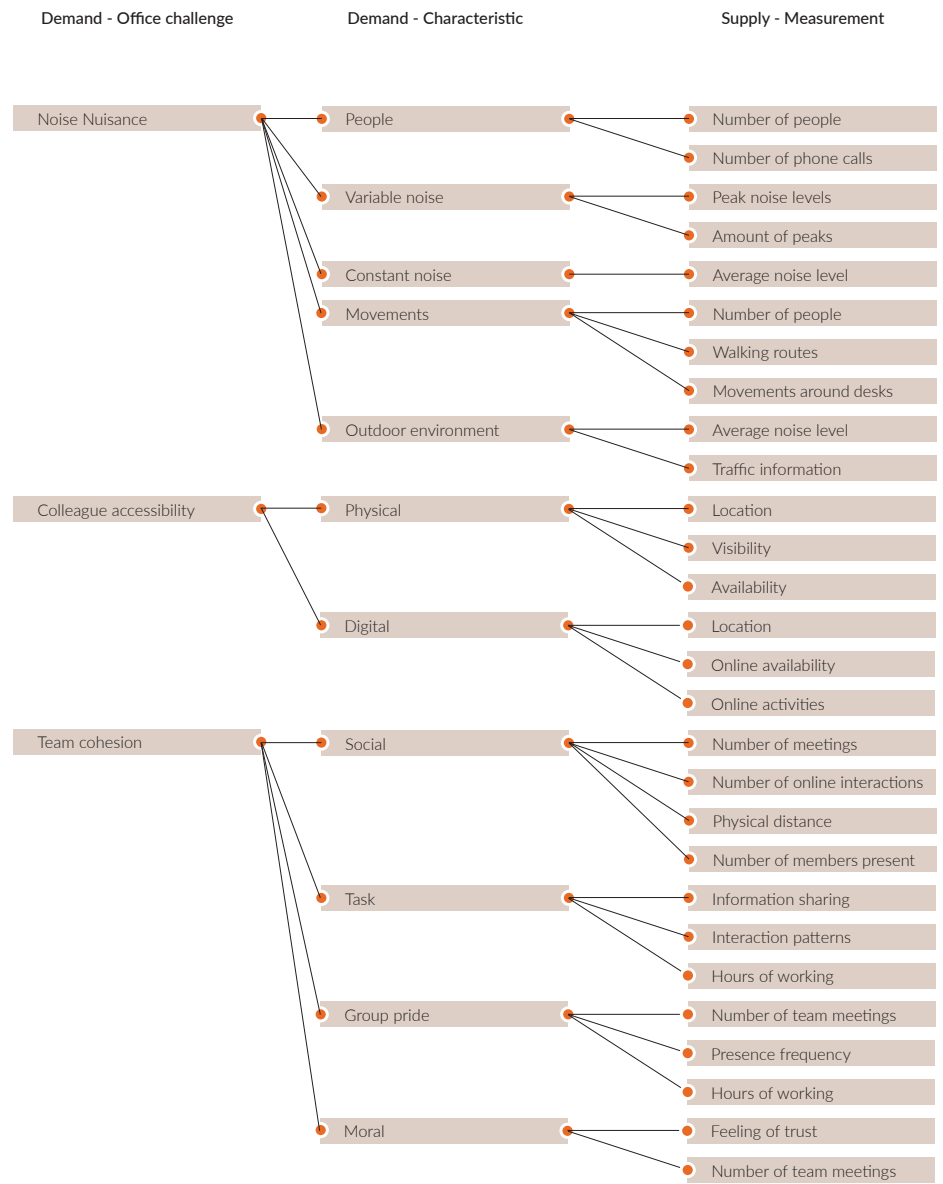 Demand - Office challenge
Demand - Characteristic
Supply - Measurement
Noise Nuisance
People
Number of people
Number of phone calls
Variable noise
Peak noise levels
Amount of peaks
Constant noise
Average noise level
Movements
Number of people
Walking routes
Movements around desks
Outdoor environment
Average noise level
Traffic information
Colleague accessibility
Physical
Location
Visibility
Availability
Digital
Location
Online availability
Online activities
Team cohesion
Social
Number of meetings
Number of online interactions
Physical distance
Number of members present
Task
Information sharing
Interaction patterns
Hours of working
Group pride
Number of team meetings
Presence frequency
Hours of working
Moral
Feeling of trust
Number of team meetings